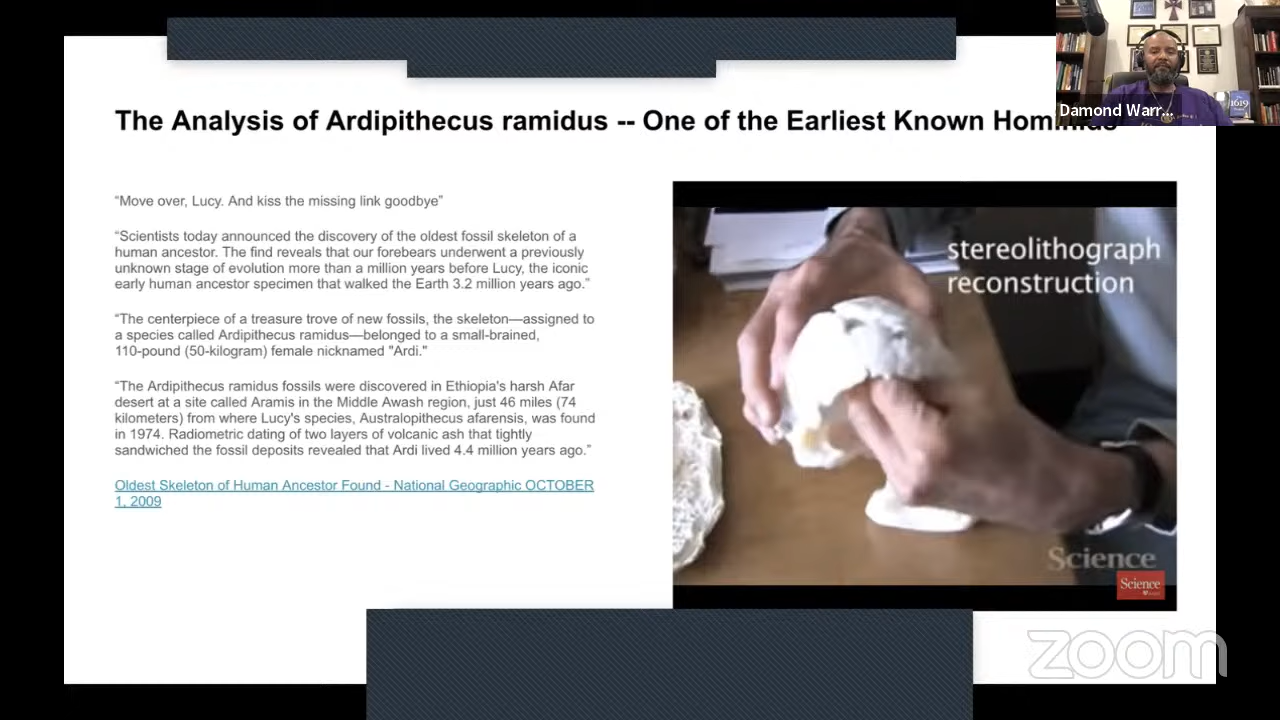 Damond Warr...
1619
The Analysis of Ardipithecus ramidus -- One of the Earliest Known Hominids
“Move over, Lucy. And kiss the missing link goodbye”
“Scientists today announced the discovery of the oldest fossil skeleton of a
human ancestor. The find reveals that our forebears underwent a previously
unknown stage of evolution more than a million years before Lucy, the iconic
early human ancestor specimen that walked the Earth 3.2 million years ago.”
“The centerpiece of a treasure trove of new fossils, the skeleton—assigned to
a species called Ardipithecus ramidus—belonged to a small-brained,
110-pound (50-kilogram) female nicknamed "Ardi."
“The Ardipithecus ramidus fossils were discovered in Ethiopia's harsh Afar
desert at a site called Aramis in the Middle Awash region, just 46 miles (74
kilometers) from where Lucy's species, Australopithecus afarensis, was found
in 1974. Radiometric dating of two layers of volcanic ash that tightly
sandwiched the fossil deposits revealed that Ardi lived 4.4 million years ago.”
Oldest Skeleton of Human Ancestor Found - National Geographic OCTOBER
1, 2009
stereolithograph
reconstruction
Science
Science
zoom